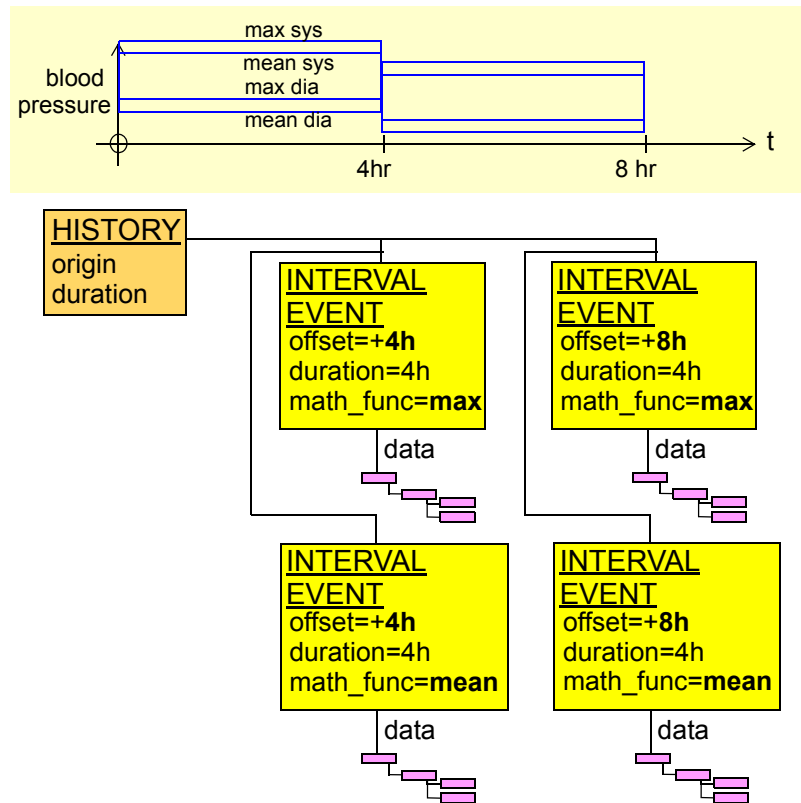 max sys
mean sys
blood
pressure
max dia
mean dia
t
4hr
8 hr
HISTORY
origin
duration
INTERVAL
EVENT
offset=+4h
duration=4h
math_func=max
data
INTERVAL
EVENT
offset=+8h
duration=4h
math_func=max
data
INTERVAL
EVENT
offset=+4h
duration=4h
math_func=mean
data
INTERVAL
EVENT
offset=+8h
duration=4h
math_func=mean
data